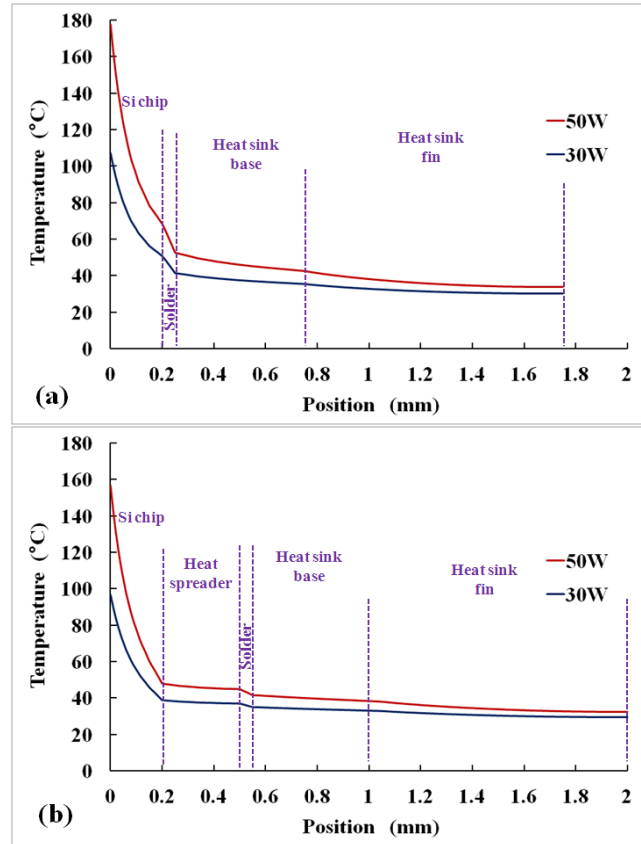 180
160
140
120
100
80
60
40
20
0
Temperature (°C)
Si chip
Solder
Heat sink
base
Heat sink
fin
50W
30W
0 0.2 0.4 0.6 0.8 1 1.2 1.4 1.6 1.8 2
Position (mm)
(a)
180
160
140
120
100
80
60
40
20
0
Temperature (°C)
Si chip
Heat
spreader
Solder
Heat sink
base
Heat sink
fin
50W
30W
0 0.2 0.4 0.6 0.8 1 1.2 1.4 1.6 1.8 2
Position (mm)
(b)